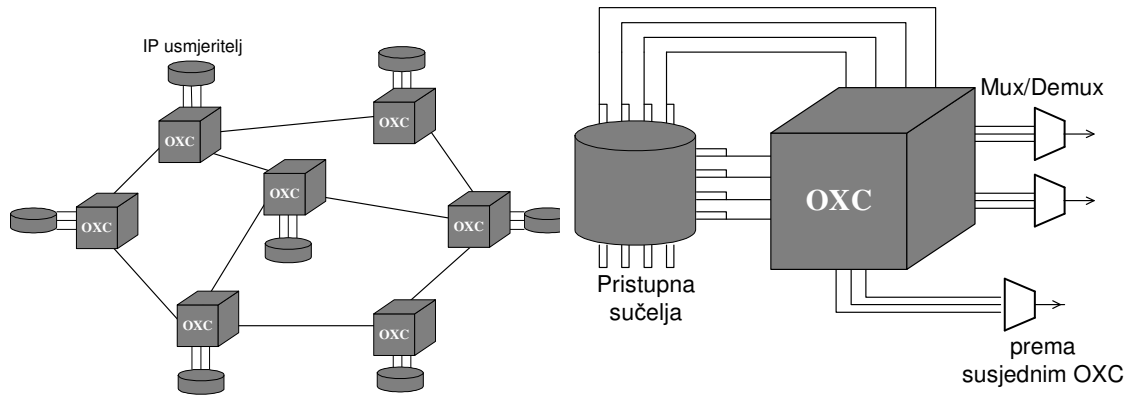 IP usmjeritelj
OXC
OXC
OXC
OXC
OXC
OXC
OXC
Mux/Demux
OXC
Pristupna
sučelja
prema
susjednim OXC